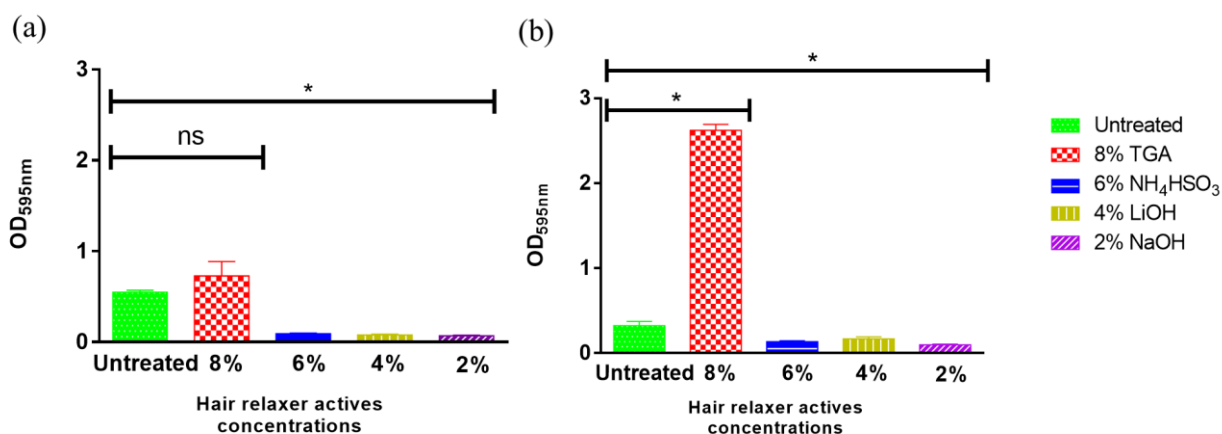 (a)
3
2
1
0
OD595nm
*
ns
Untreated 8% 6% 4% 2%
Hair relaxer actives
concentrations
(b)
3
2
1
0
OD595nm
*
*
Untreated 8% 6% 4% 2%
Hair relaxer actives
concentrations
Untreated
8% TGA
6% NH4HSO3
4% LiOH
2% NaOH